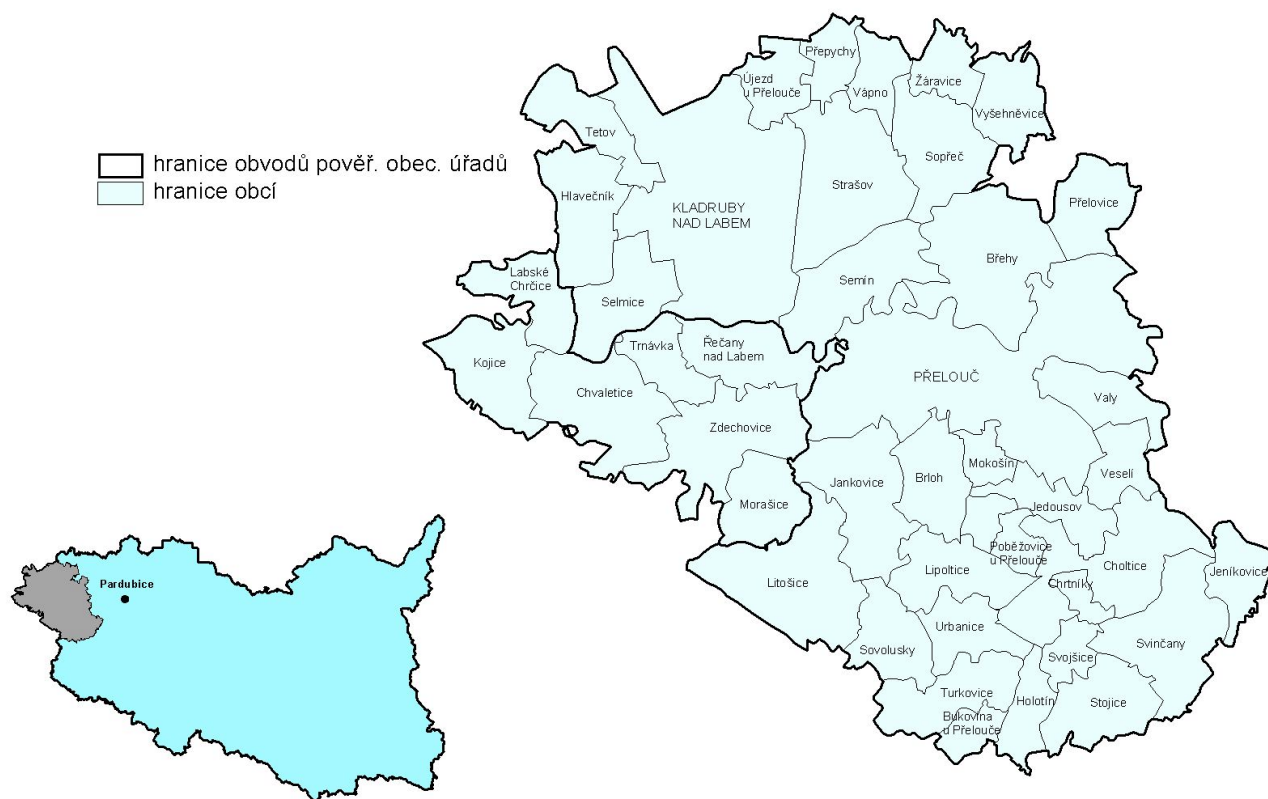 hranice obvodů pověř. obec. úřadů
hranice obcí
Přepychy
Újezd
u Přelouče
Vápno
Žáravice
Vyšehněvice
Tetov
Sopřeč
Strašov
Hlavečník
KLADRUBY
NAD LABEM
Přelovice
Břehy
Labské
Chrčice
Semín
Selmice
Trnávka
Řečany
nad Labem
Kojice
PŘELOUČ
Chvaletice
Valy
Zdechovice
Mokošín
Veselí
Jankovice
Brloh
Morašice
Jedousov
Poběžovice
u Přelouče
Lipoltice
Choltice
Jeníkovice
Litošice
Chrtníky
Urbanice
Svinčany
Sovolusky
Svojšice
Turkovice
Holotín
Stojice
Bukovina
u Přelouče
Pardubice